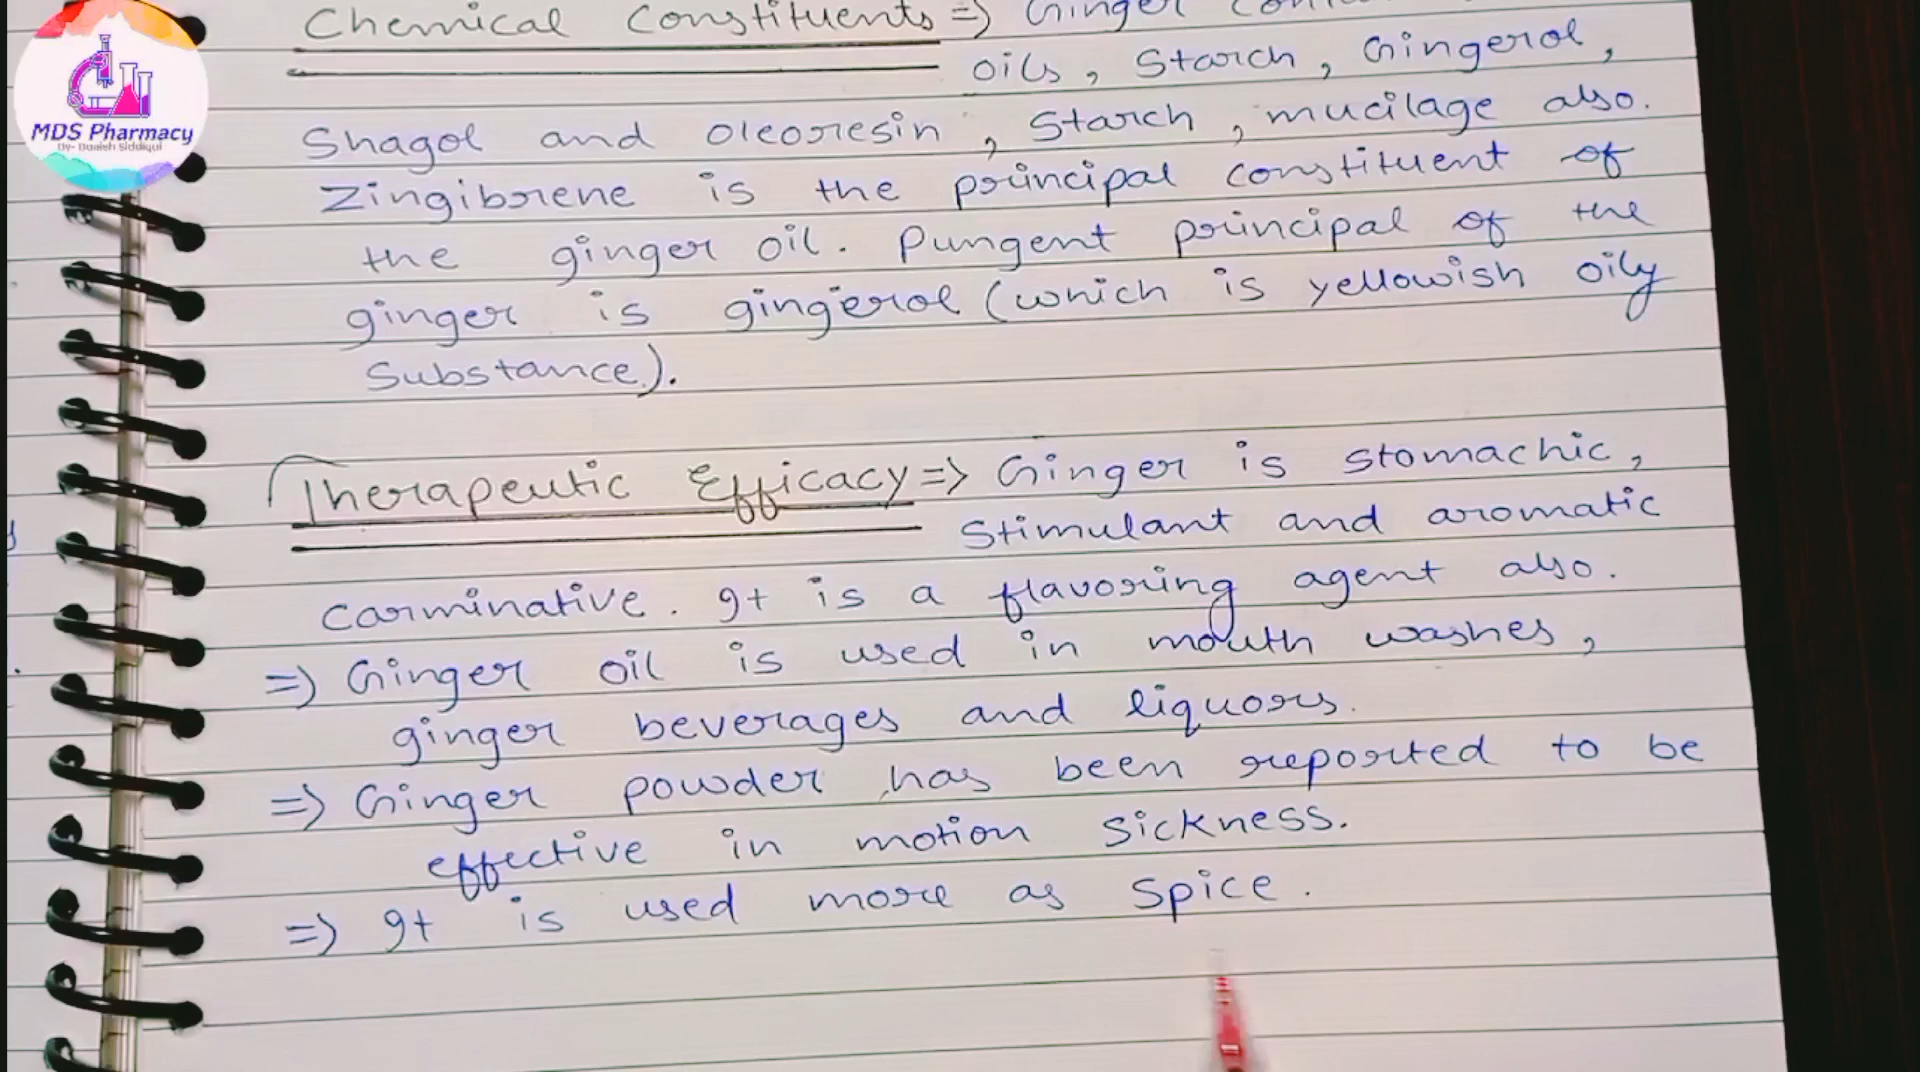 MDS Pharmacy
Chemical Constituents => Ginger
oils, Starch, Gingerol,
Shagol and oleoresin, Starch, mucilage also.
Zingibrene is the principal constituent of
the ginger oil. Pungent principal of the
ginger is gingerol (which is yellowish oily
Substance).
Therapeutic Efficacy => Ginger is stomachic,
Stimulant and aromatic
carminative. It is a flavoring agent also.
=> Ginger oil is used in mouth washes,
ginger beverages and liquors.
=> Ginger powder has been reported to be
effective in motion sickness.
=> It is used more as Spice.